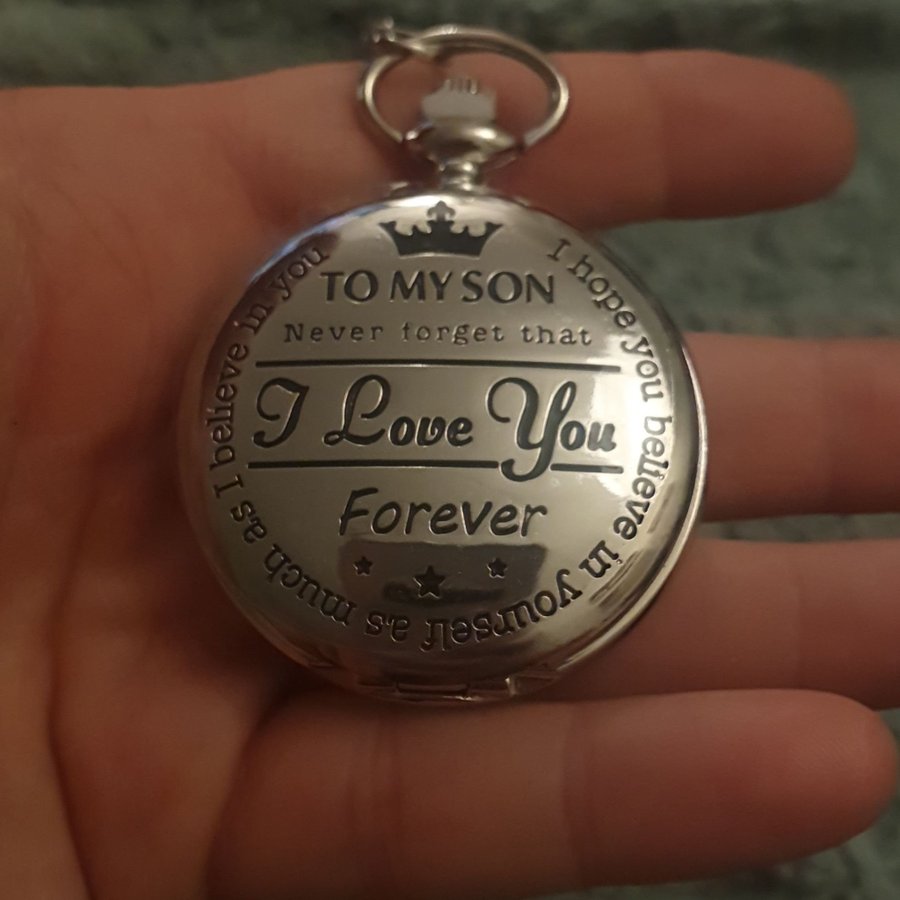 TO MY SON
Never forget that
I Love You
Forever
I hope you believe in yourself as much as I believe in you